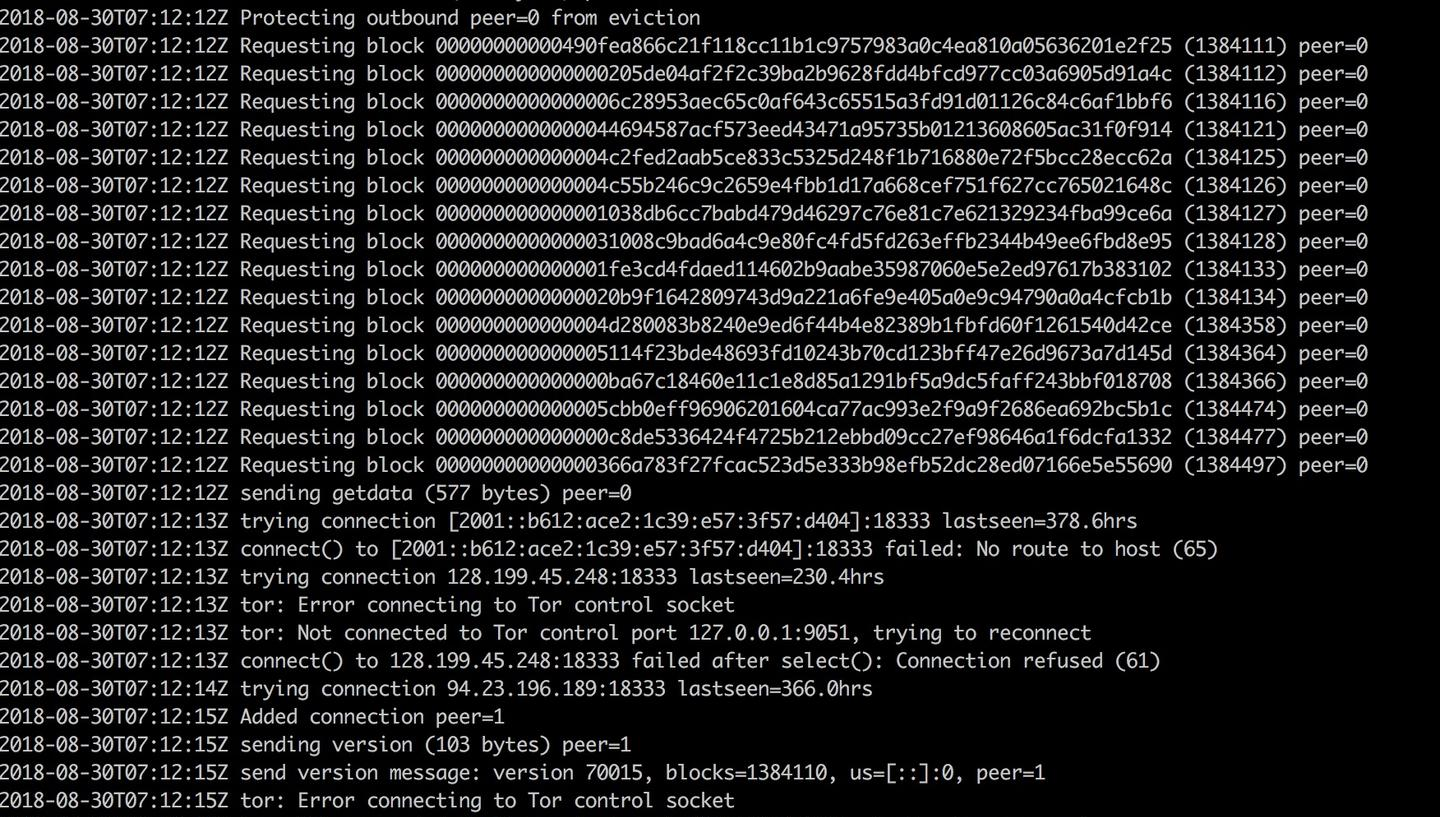 2018-08-30T07:12:12Z Protecting outbound peer=0 from eviction
2018-08-30T07:12:12Z Requesting block 00000000000490fea866c21f118cc11b1c9757983a0c4ea810a05636201e2f25 (1384111) peer=0
2018-08-30T07:12:12Z Requesting block 000000000000000205de04af2f2c39ba2b9628fdd4bfcd977cc03a6905d91a4c (1384112) peer=0
2018-08-30T07:12:12Z Requesting block 0000000000000006c28953aec65c0af643c65515a3fd91d01126c84c6af1bbf6 (1384116) peer=0
2018-08-30T07:12:12Z Requesting block 0000000000000044694587acf573eed43471a95735b01213608605ac31f0f914 (1384121) peer=0
2018-08-30T07:12:12Z Requesting block 000000000000004c2fed2aab5ce833c5325d248f1b716880e72f5bcc28ecc62a (1384125) peer=0
2018-08-30T07:12:12Z Requesting block 000000000000004c55b246c9c2659e4fbb1d17a668cef751f627cc765021648c (1384126) peer=0
2018-08-30T07:12:12Z Requesting block 000000000000001038db6cc7babd479d46297c76e81c7e621329234fba99ce6a (1384127) peer=0
2018-08-30T07:12:12Z Requesting block 0000000000000031008c9bad6a4c9e80fc4fd5fd263effb2344b49ee6fbd8e95 (1384128) peer=0
2018-08-30T07:12:12Z Requesting block 000000000000001fe3cd4fdaed114602b9aabe35987060e5e2ed97617b383102 (1384133) peer=0
2018-08-30T07:12:12Z Requesting block 0000000000000020b9f1642809743d9a221a6fe9e405a0e9c94790a0a4cfcb1b (1384134) peer=0
2018-08-30T07:12:12Z Requesting block 000000000000004d280083b8240e9ed6f44b4e82389b1fbfd60f1261540d42ce (1384358) peer=0
2018-08-30T07:12:12Z Requesting block 000000000000005114f23bde48693fd10243b70cd123bff47e26d9673a7d145d (1384364) peer=0
2018-08-30T07:12:12Z Requesting block 000000000000000ba67c18460e11c1e8d85a1291bf5a9dc5faff243bbf018708 (1384366) peer=0
2018-08-30T07:12:12Z Requesting block 000000000000005cbb0eff96906201604ca77ac993e2f9a9f2686ea692bc5b1c (1384474) peer=0
2018-08-30T07:12:12Z Requesting block 000000000000000c8de5336424f4725b212ebbd09cc27ef98646a1f6dcfa1332 (1384477) peer=0
2018-08-30T07:12:12Z Requesting block 00000000000000366a783f27fcac523d5e333b98efb52dc28ed07166e5e55690 (1384497) peer=0
2018-08-30T07:12:12Z sending getdata (577 bytes) peer=0
2018-08-30T07:12:13Z trying connection [2001::b612:ace2:1c39:e57:3f57:d404]:18333 lastseen=378.6hrs
2018-08-30T07:12:13Z connect() to [2001::b612:ace2:1c39:e57:3f57:d404]:18333 failed: No route to host (65)
2018-08-30T07:12:13Z trying connection 128.199.45.248:18333 lastseen=230.4hrs
2018-08-30T07:12:13Z tor: Error connecting to Tor control socket
2018-08-30T07:12:13Z tor: Not connected to Tor control port 127.0.0.1:9051, trying to reconnect
2018-08-30T07:12:13Z connect() to 128.199.45.248:18333 failed after select(): Connection refused (61)
2018-08-30T07:12:14Z trying connection 94.23.196.189:18333 lastseen=366.0hrs
2018-08-30T07:12:15Z Added connection peer=1
2018-08-30T07:12:15Z sending version (103 bytes) peer=1
2018-08-30T07:12:15Z send version message: version 70015, blocks=1384110, us=[::]:0, peer=1
2018-08-30T07:12:15Z tor: Error connecting to Tor control socket